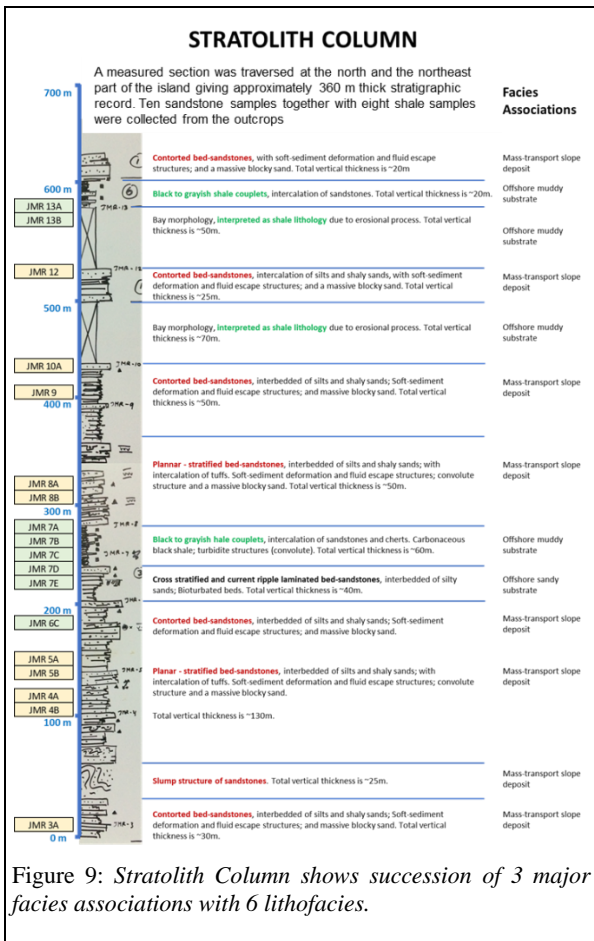 STRATOLITH COLUMN
A measured section was traversed at the north and the northeast
part of the island giving approximately 360 m thick stratigraphic
record. Ten sandstone samples together with eight shale samples
were collected from the outcrops
Facies
Associations
700 m
Contorted bed-sandstones, with soft-sediment deformation and fluid escape
structures; and a massive blocky sand. Total vertical thickness is ~20m
Mass-transport slope
deposit
600 m
Black to grayish shale couplets, intercalation of sandstones. Total vertical thickness is ~20m.
Offshore muddy
substrate
JMR 13A
JMR 13B
JMR-13
Bay morphology, interpreted as shale lithology due to erosional process. Total vertical
thickness is ~50m.
Offshore muddy
substrate
JMR 12
JMR-12
Contorted bed-sandstones, intercalation of silts and shaly sands, with soft-sediment
deformation and fluid escape structures; and a massive blocky sand. Total vertical
thickness is ~25m.
Mass-transport slope
deposit
500 m
Bay morphology, interpreted as shale lithology due to erosional process. Total vertical
thickness is ~70m.
Offshore muddy
substrate
JMR 10A
JMR-10
JMR 9
JMR-9
400 m
Contorted bed-sandstones, interbedded of silts and shaly sands; Soft-sediment
deformation and fluid escape structures; and massive blocky sand. Total vertical
thickness is ~50m.
Mass-transport slope
deposit
Plannar - stratified bed-sandstones, interbedded of silts and shaly sands; with
intercalation of tuffs. Soft-sediment deformation and fluid escape structures; convolute
structure and a massive blocky sand. Total vertical thickness is ~50m.
Mass-transport slope
deposit
JMR 8A
JMR 8B
300 m
JMR-8
JMR 7A
JMR 7B
JMR 7C
JMR 7D
JMR 7E
JMR-7
Black to grayish hale couplets, intercalation of sandstones and cherts. Carbonaceous
black shale; turbidite structures (convolute). Total vertical thickness is ~60m.
Offshore muddy
substrate
Cross stratified and current ripple laminated bed-sandstones, interbedded of silty
sands; Bioturbated beds. Total vertical thickness is ~40m.
Offshore sandy
substrate
200 m
JMR 6C
Contorted bed-sandstones, interbedded of silts and shaly sands; Soft-sediment
deformation and fluid escape structures; and massive blocky sand.
Mass-transport slope
deposit
JMR 5A
JMR 5B
JMR 4A
JMR 4B
JMR-4
100 m
Planar - stratified bed-sandstones, interbedded of silts and shaly sands; with
intercalation of tuffs. Soft-sediment deformation and fluid escape structures; convolute
structure and a massive blocky sand.
Total vertical thickness is ~130m.
Mass-transport slope
deposit
Slump structure of sandstones. Total vertical thickness is ~25m.
Mass-transport slope
deposit
JMR 3A
0 m
JMR-3
Contorted bed-sandstones, interbedded of silts and shaly sands; Soft-sediment
deformation and fluid escape structures; and massive blocky sand. Total vertical
thickness is ~30m.
Mass-transport slope
deposit
Figure 9: Stratolith Column shows succession of 3 major
facies associations with 6 lithofacies.